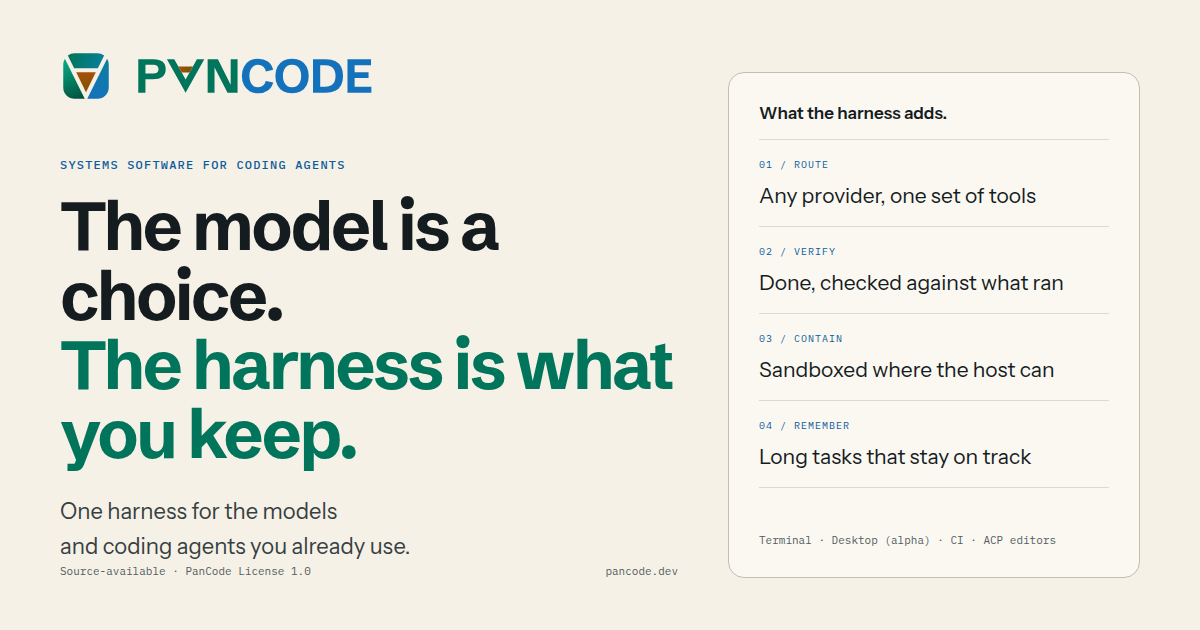 PANCODE
SYSTEMS SOFTWARE FOR CODING AGENTS
The model is a
choice.
The harness is what
you keep.
One harness for the models
and coding agents you already use.
Source-available · PanCode License 1.0
pancode.dev
What the harness adds.
01 / ROUTE
Any provider, one set of tools
02 / VERIFY
Done, checked against what ran
03 / CONTAIN
Sandboxed where the host can
04 / REMEMBER
Long tasks that stay on track
Terminal · Desktop (alpha) · CI · ACP editors